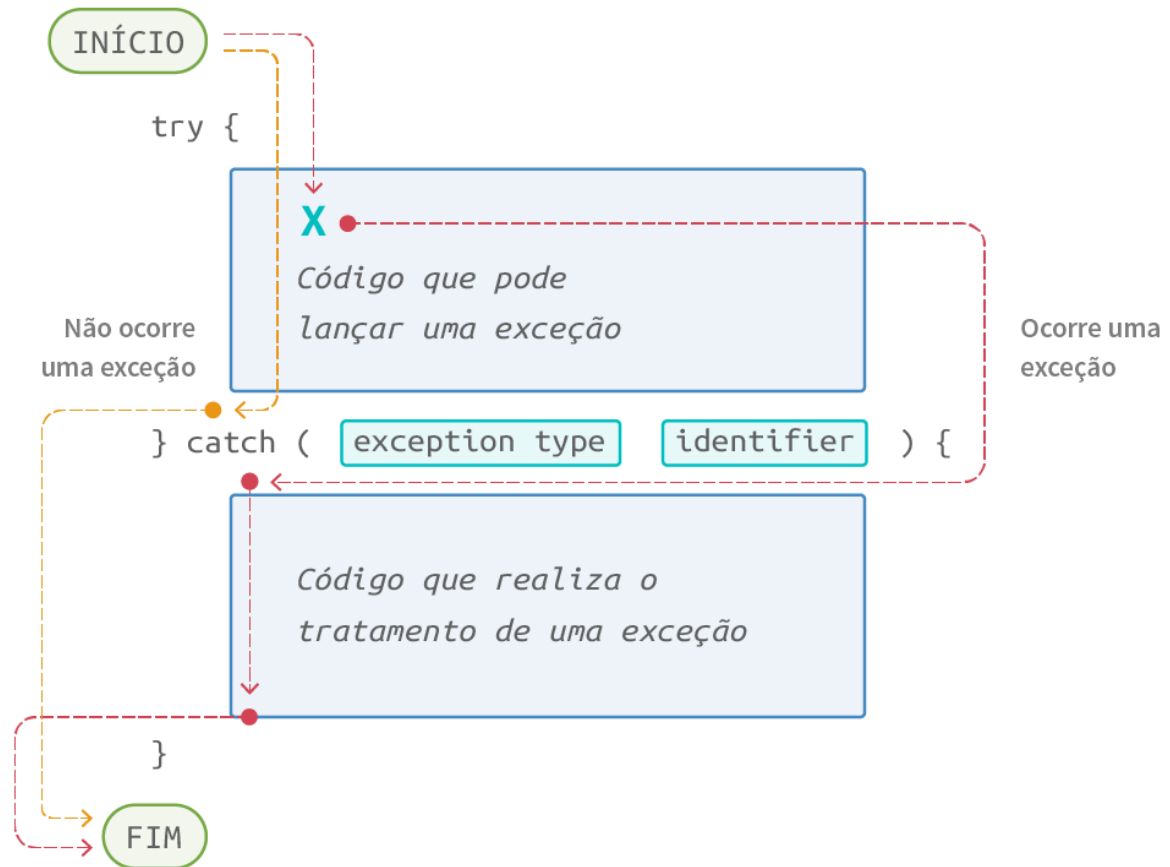 INÍCIO
try {
X
Código que pode
lançar uma exceção
Não ocorre
uma exceção
Ocorre uma
exceção
} catch ( exception type identifier ) {
Código que realiza o
tratamento de uma exceção
}
FIM